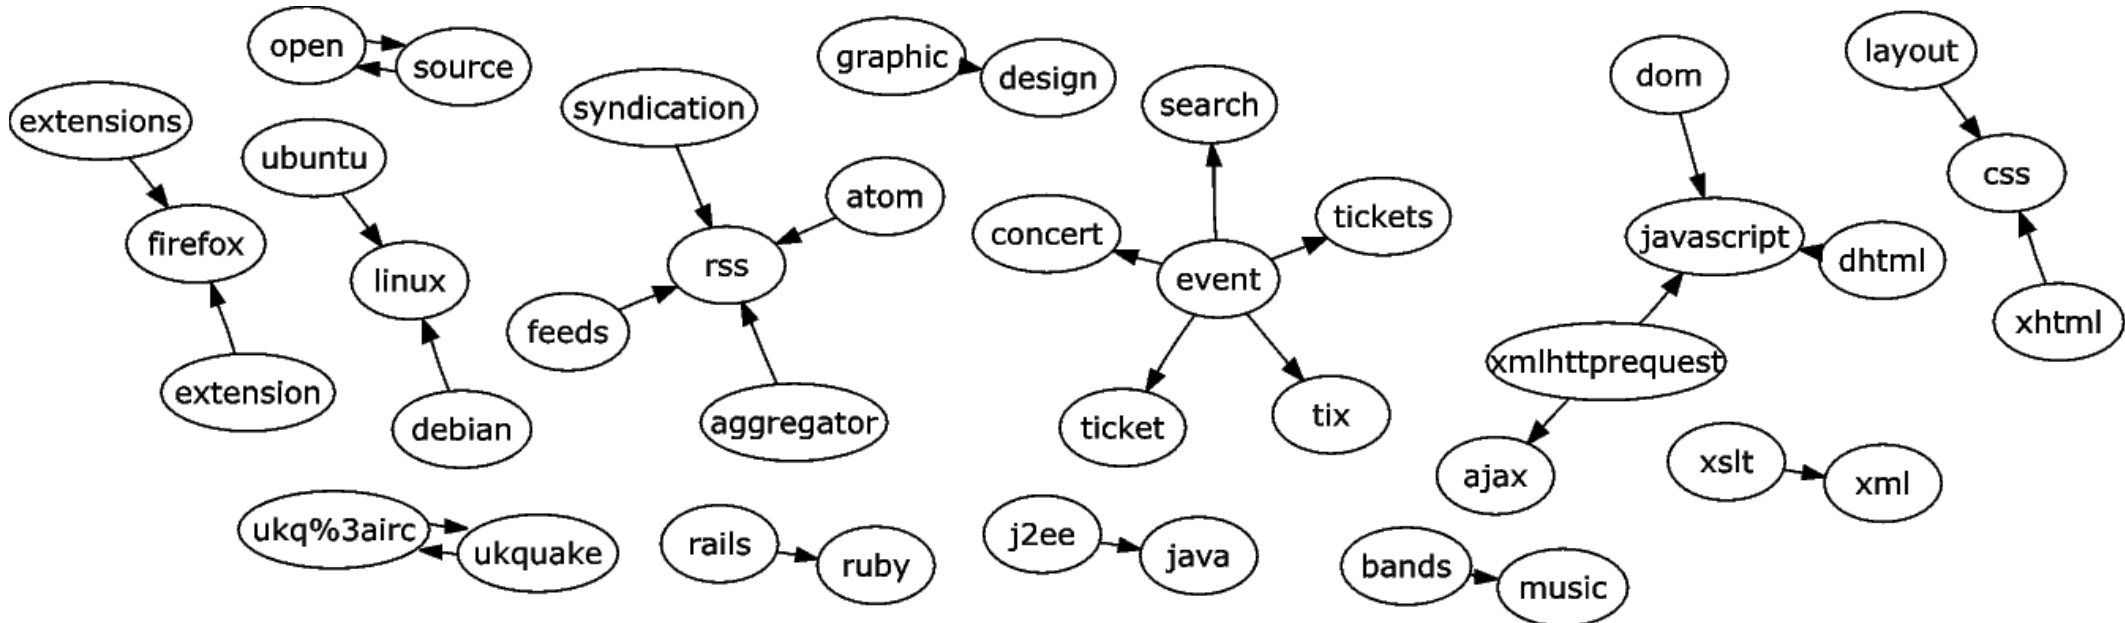 open
source
graphic
design
layout
dom
search
syndication
extensions
ubuntu
atom
tickets
concert
css
javascript
dhtml
firefox
rss
event
linux
feeds
xhtml
xmlhttprequest
extension
debian
aggregator
ticket
tix
ajax
xslt
xml
ukq%3airc
ukquake
rails
ruby
j2ee
java
bands
music